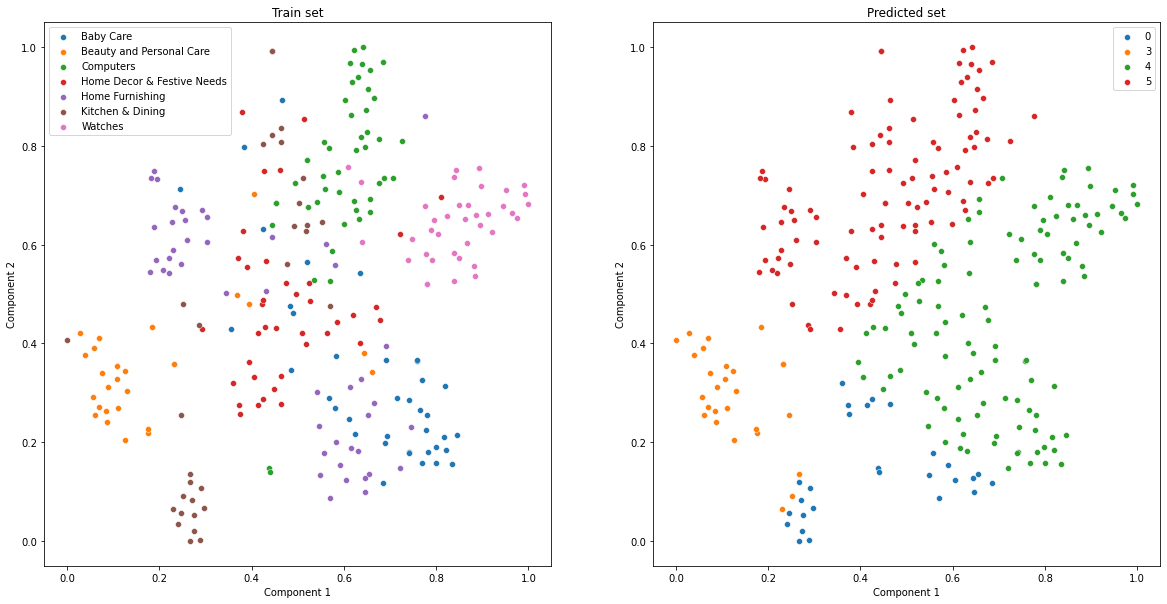 Train set
Baby Care
Beauty and Personal Care
Computers
Home Decor & Festive Needs
Home Furnishing
Kitchen & Dining
Watches
1.0
0.8
0.6
0.4
0.2
0.0
Component 2
0.0 0.2 0.4 0.6 0.8 1.0
Component 1
Predicted set
0
3
4
5
1.0
0.8
0.6
0.4
0.2
0.0
Component 2
0.0 0.2 0.4 0.6 0.8 1.0
Component 1